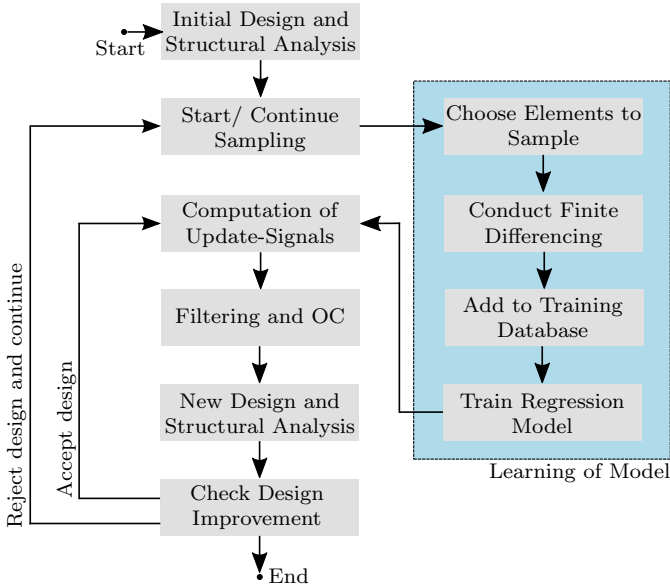 Start
Initial Design and
Structural Analysis
Start/ Continue
Sampling
Choose Elements to
Sample
Conduct Finite
Differencing
Add to Training
Database
Train Regression
Model
Learning of Model
Computation of
Update-Signals
Filtering and OC
New Design and
Structural Analysis
Check Design
Improvement
Accept design
Reject design and continue
End